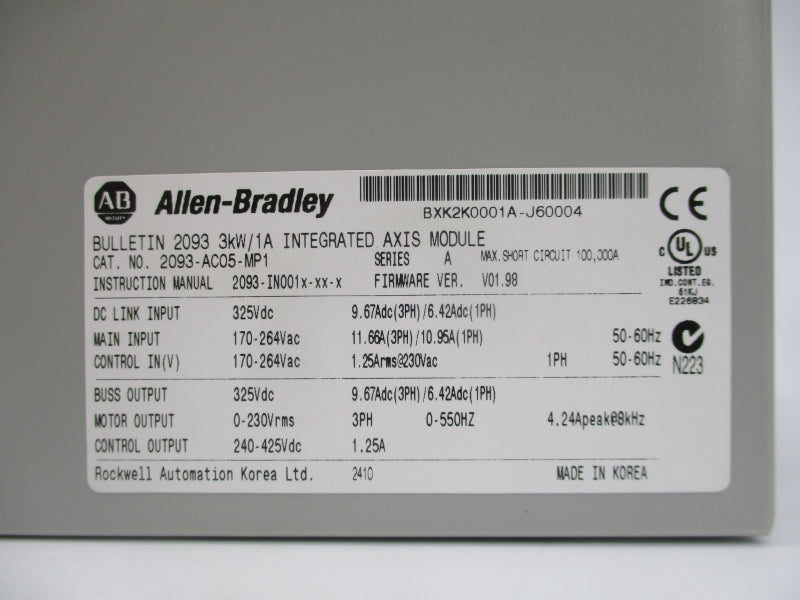 AB Allen-Bradley
BXK2K0001A-J60004
BULLETIN 2093 3kW/1A INTEGRATED AXIS MODULE
CAT. NO. 2093-AC05-MP1 SERIES A MAX.SHORT CIRCUIT 100,000A
INSTRUCTION MANUAL 2093-IN001x-xx-x FIRMWARE VER. V01.98
CE
c UL US
LISTED
IND.CONT.EQ.
51KJ
E226834
DC LINK INPUT 325Vdc 9.67Adc(3PH)/6.42Adc(1PH)
MAIN INPUT 170-264Vac 11.66A(3PH)/10.95A(1PH) 50-60Hz
CONTROL IN(V) 170-264Vac 1.25Arms@230Vac 1PH 50-60Hz
N223
BUSS OUTPUT 325Vdc 9.67Adc(3PH)/6.42Adc(1PH)
MOTOR OUTPUT 0-230Vrms 3PH 0-550HZ 4.24Apeak@8kHz
CONTROL OUTPUT 240-425Vdc 1.25A
Rockwell Automation Korea Ltd. 2410 MADE IN KOREA